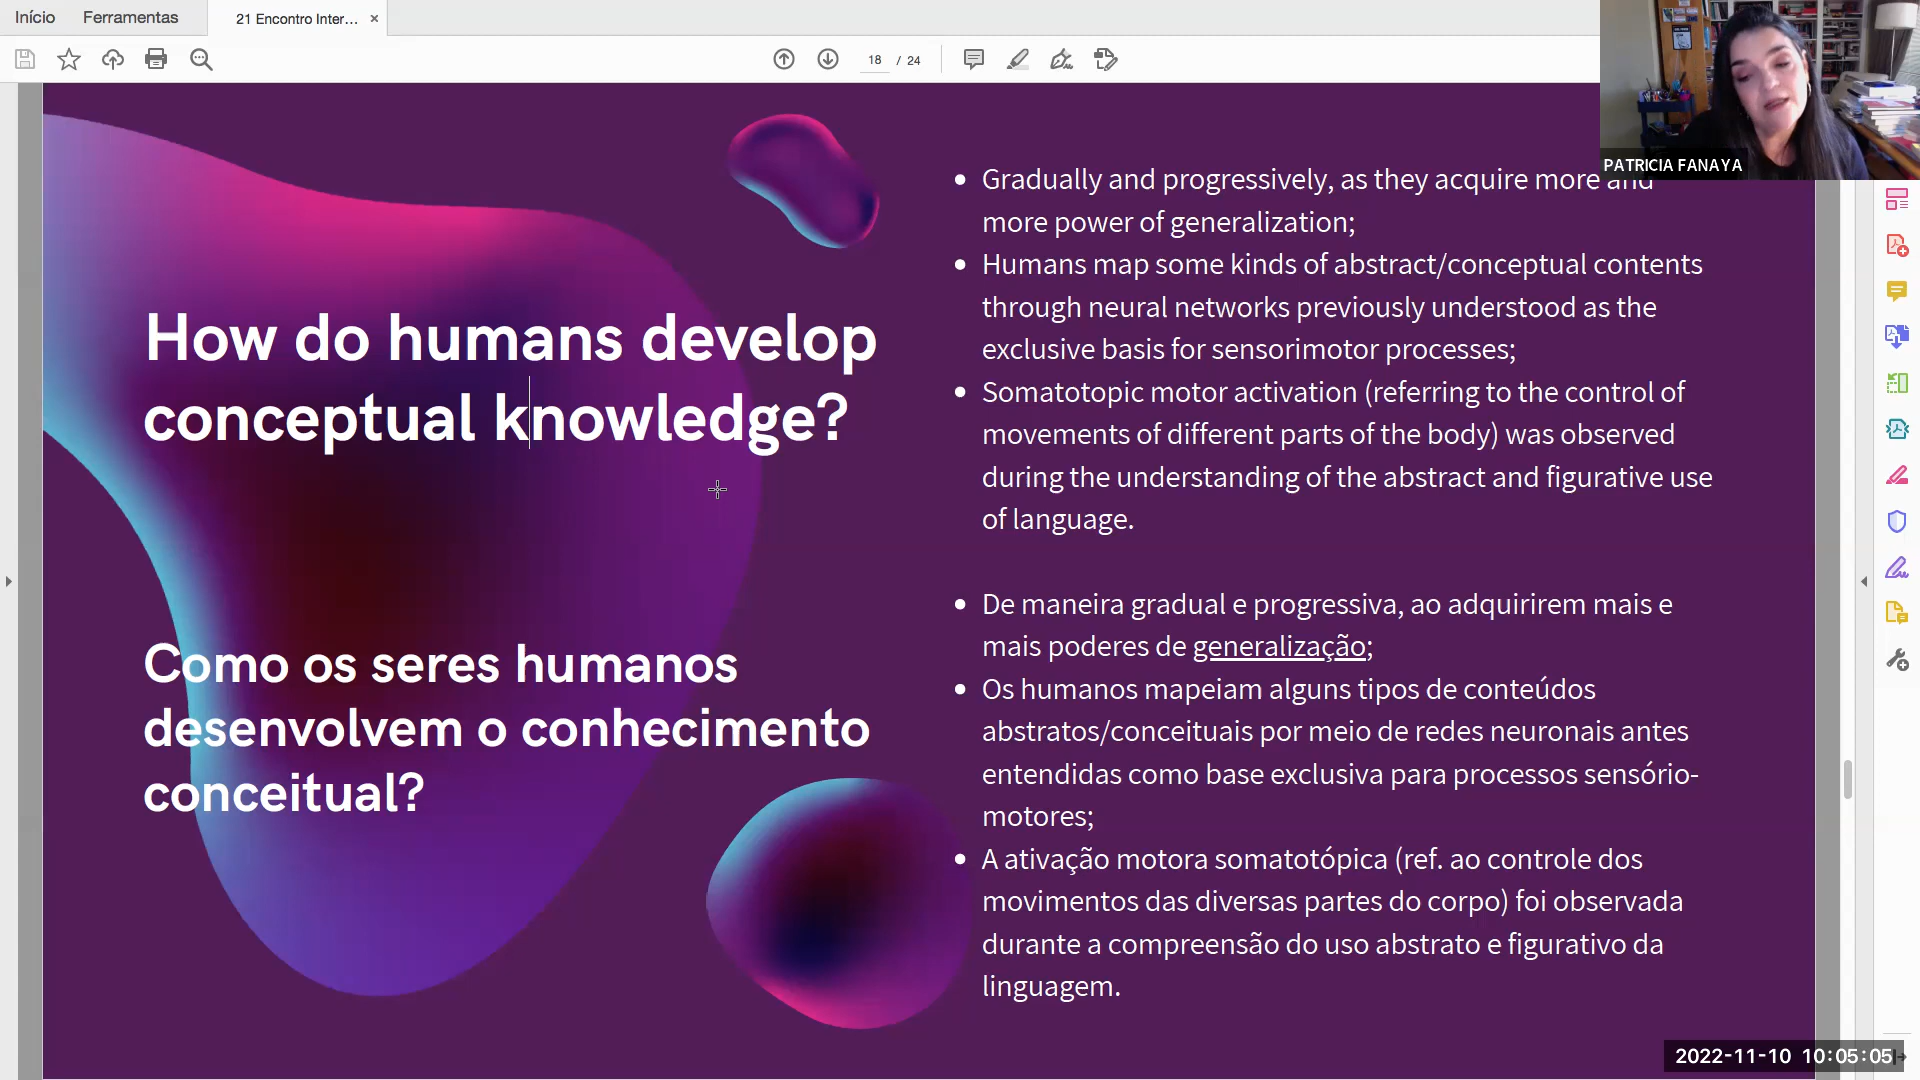 Início
Ferramentas
21 Encontro Inter...
18 / 24
PATRICIA FANAYA
How do humans develop
conceptual knowledge?
Como os seres humanos
desenvolvem o conhecimento
conceitual?
Gradually and progressively, as they acquire more and
more power of generalization;
Humans map some kinds of abstract/conceptual contents
through neural networks previously understood as the
exclusive basis for sensorimotor processes;
Somatotopic motor activation (referring to the control of
movements of different parts of the body) was observed
during the understanding of the abstract and figurative use
of language.
De maneira gradual e progressiva, ao adquirirem mais e
mais poderes de generalização;
Os humanos mapeiam alguns tipos de conteúdos
abstratos/conceituais por meio de redes neuronais antes
entendidas como base exclusiva para processos sensório-
motores;
A ativação motora somatotópica (ref. ao controle dos
movimentos das diversas partes do corpo) foi observada
durante a compreensão do uso abstrato e figurativo da
linguagem.
2022-11-10 10:05:05